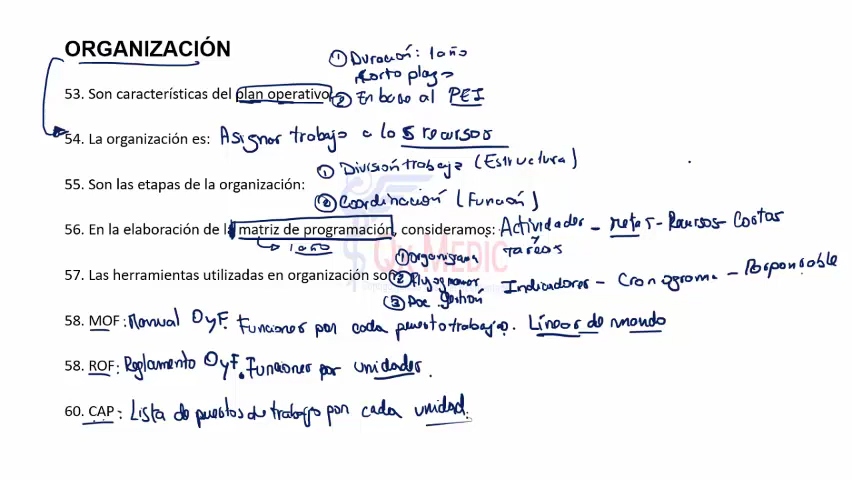 ORGANIZACIÓN
① Duración: 1 año
Corto plazo
53. Son características del plan operativo: ② En base al PEI
54. La organización es: Asignar trabajo a los recursos
① División trabajo (Estructura)
55. Son las etapas de la organización:
② Coordinación (Función)
56. En la elaboración de la matriz de programación, consideramos: Actividades - metas - Recursos - Costos
↳ 1 año
tareas
① Organigrama
57. Las herramientas utilizadas en organización son: ② Flujogramas
Indicadores - Cronograma - Responsable
③ Doc. gestión
58. MOF: Manual OyF. Funciones por cada puesto trabajo. Líneas de mando
58. ROF: Reglamento OyF. Funciones por unidades.
60. CAP: Lista de puestos de trabajo por cada unidad.